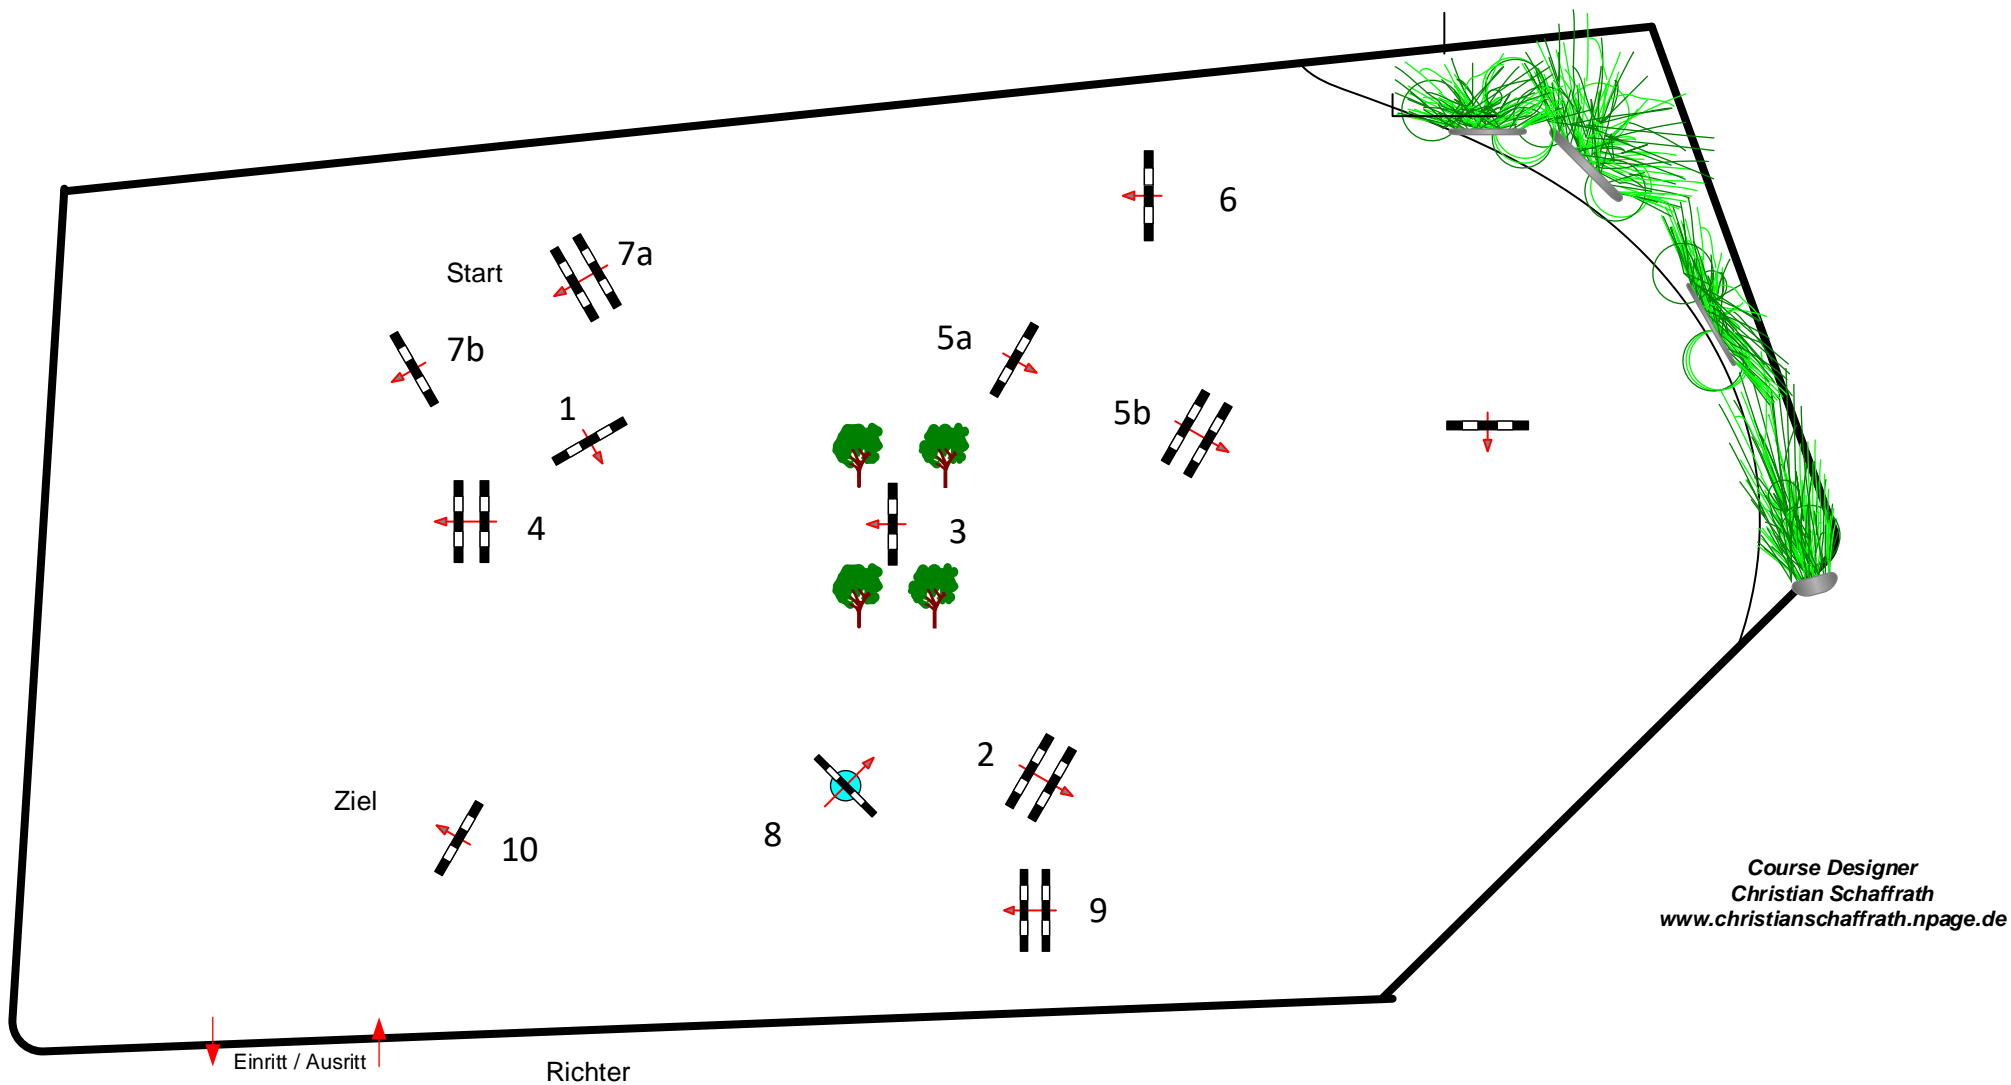 6
Start
7a
7b
5a
1
5b
4
3
2
Ziel
8
10
9
Course Designer
Christian Schaffrath
www.christianschaffrath.npage.de
Einritt / Ausritt
Richter